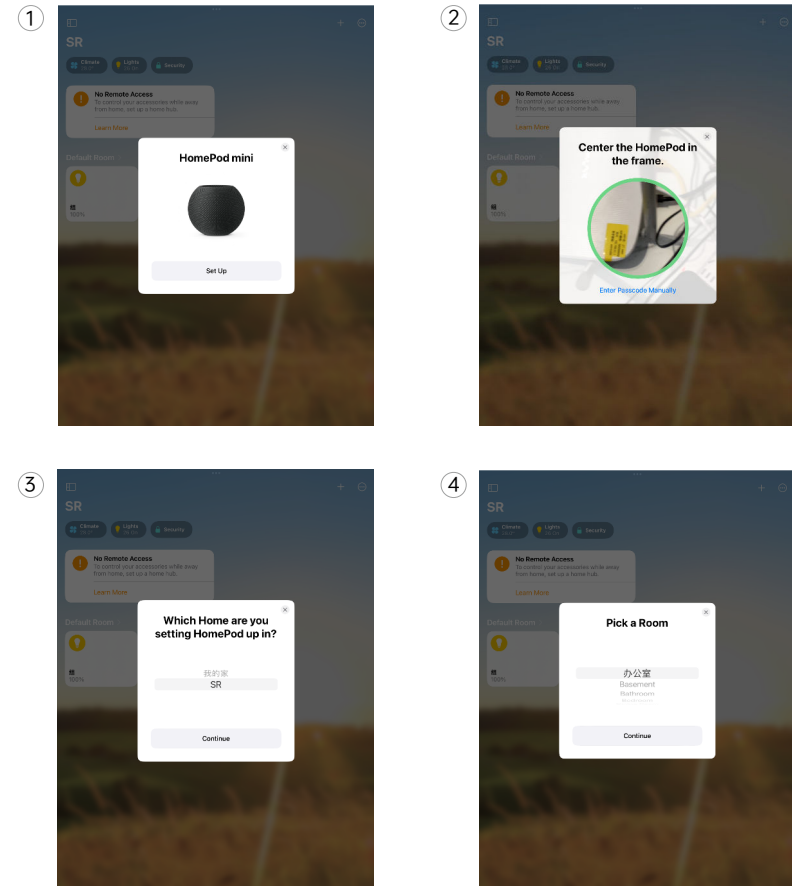 ①
SR
Climate
Lights
Security
No Remote Access
To control your accessories while away
from home, set up a home hub.
Learn More
Default Room
HomePod mini
Set Up
100%
②
SR
Climate
Lights
Security
No Remote Access
To control your accessories while away
from home, set up a home hub.
Learn More
Default Room
Center the HomePod in
the frame.
Enter Passcode Manually
100%
③
SR
Climate
Lights
Security
No Remote Access
To control your accessories while away
from home, set up a home hub.
Learn More
Default Room
Which Home are you
setting HomePod up in?
我的家
SR
Continue
100%
④
SR
Climate
Lights
Security
No Remote Access
To control your accessories while away
from home, set up a home hub.
Learn More
Default Room
Pick a Room
办公室
Basement
Bathroom
Continue
100%